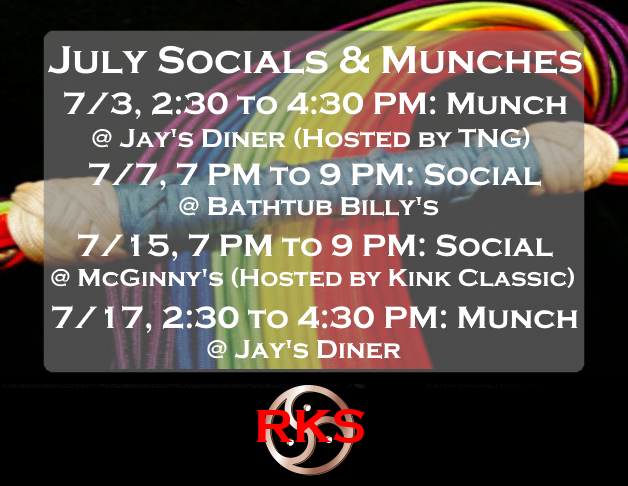 July Socials & Munches
7/3, 2:30 to 4:30 PM: Munch
@ Jay's Diner (Hosted by TNG)
7/7, 7 PM to 9 PM: Social
@ Bathtub Billy's
7/15, 7 PM to 9 PM: Social
@ McGinny's (Hosted by Kink Classic)
7/17, 2:30 to 4:30 PM: Munch
@ Jay's Diner
RKS